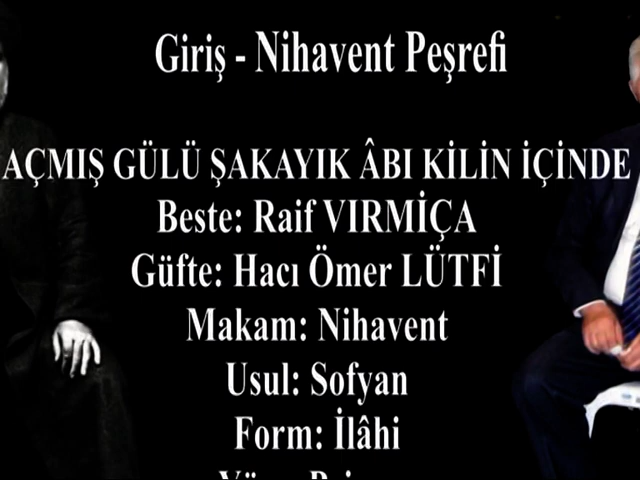 Giriş - Nihavent Peşrefi
AÇMIŞ GÜLÜ ŞAKAYIK ÂBI KİLİN İÇİNDE
Beste: Raif VIRMİÇA
Güfte: Hacı Ömer LÜTFİ
Makam: Nihavent
Usul: Sofyan
Form: İlâhi